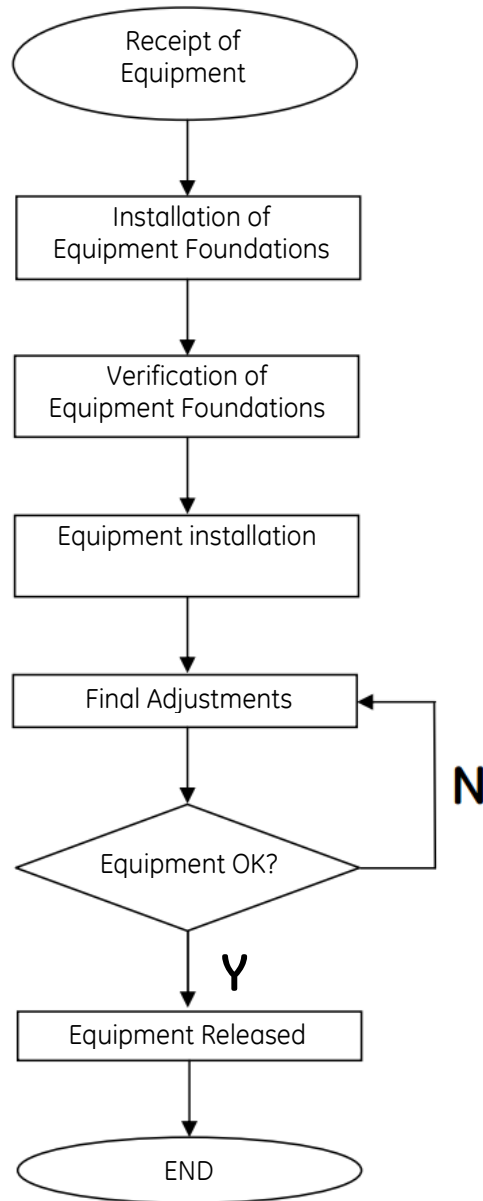 Receipt of
Equipment
Installation of
Equipment Foundations
Verification of
Equipment Foundations
Equipment installation
Final Adjustments
N
Equipment OK?
Y
Equipment Released
END